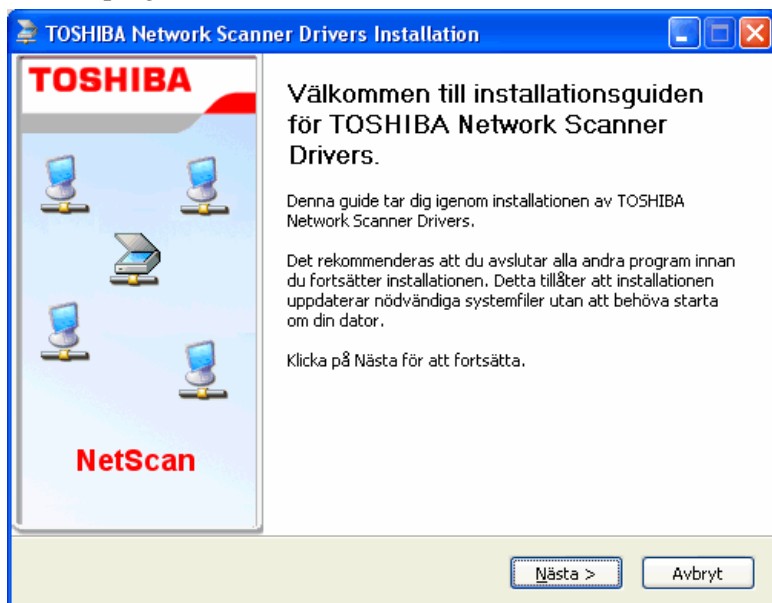 TOSHIBA Network Scanner Drivers Installation
TOSHIBA
Välkommen till installationsguiden
för TOSHIBA Network Scanner
Drivers.
Denna guide tar dig igenom installationen av TOSHIBA
Network Scanner Drivers.
Det rekommenderas att du avslutar alla andra program innan
du fortsätter installationen. Detta tillåter att installationen
uppdaterar nödvändiga systemfiler utan att behöva starta
om din dator.
Klicka på Nästa för att fortsätta.
NetScan
Nästa >
Avbryt